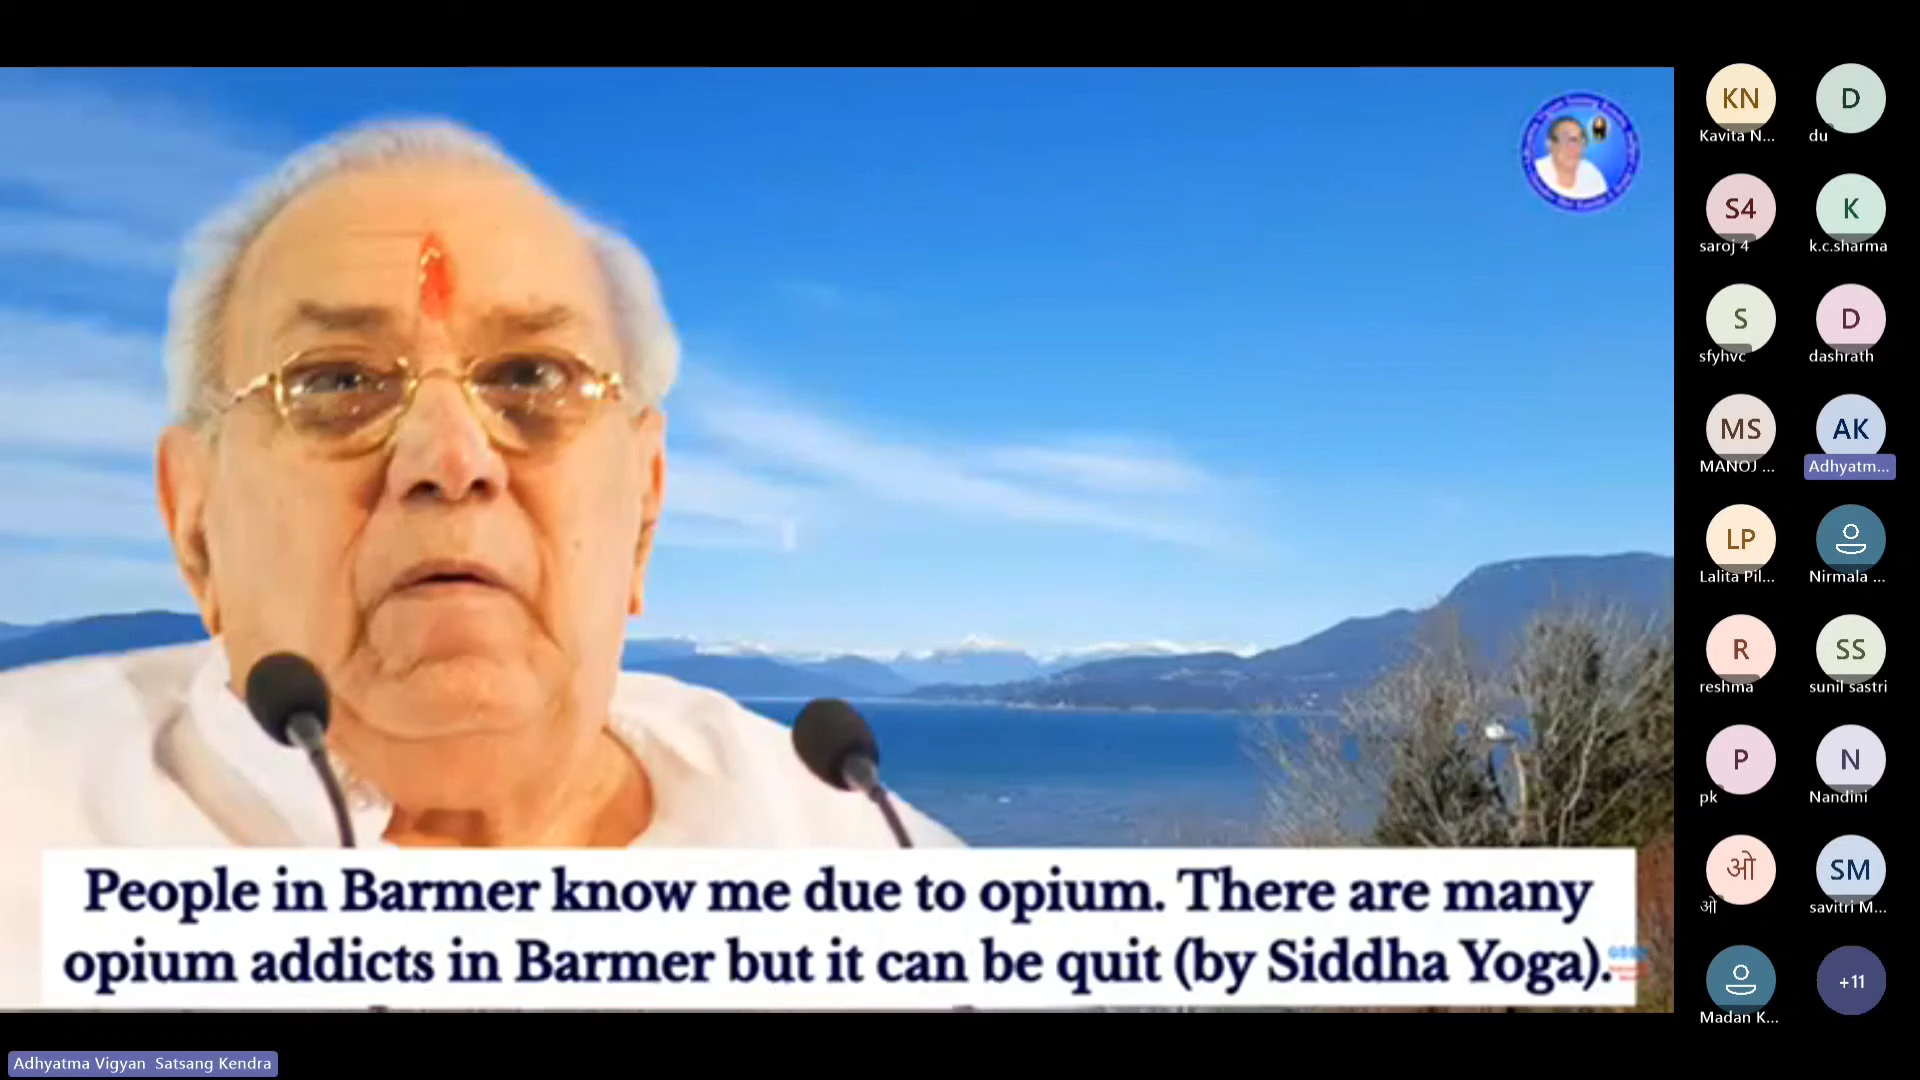 KN
Kavita N...
D
du
S4
saroj 4
K
k.c.sharma
S
sfyhvc
D
dashrath
MS
MANOJ ...
AK
Adhyatm...
LP
Lalita Pil...
Nirmala ...
R
reshma
SS
sunil sastri
P
pk
N
Nandini
ओ
ओ
SM
savitri M...
Madan K...
+11
People in Barmer know me due to opium. There are many
opium addicts in Barmer but it can be quit (by Siddha Yoga).
Adhyatma Vigyan Satsang Kendra